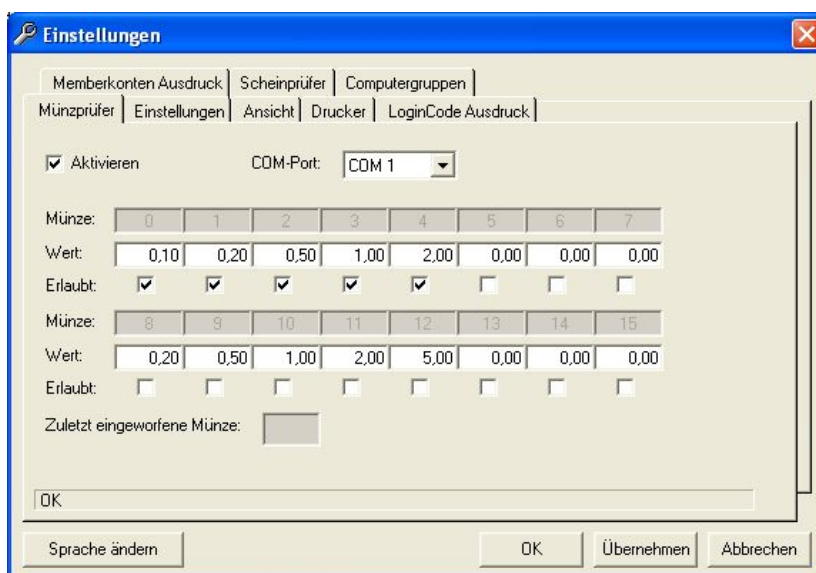 Einstellungen
Memberkonten Ausdruck Scheinprüfer Computergruppen
Münzprüfer Einstellungen Ansicht Drucker LoginCode Ausdruck
Aktivieren COM-Port: COM 1
Münze: 0 1 2 3 4 5 6 7
Wert: 0,10 0,20 0,50 1,00 2,00 0,00 0,00 0,00
Erlaubt:
Münze: 8 9 10 11 12 13 14 15
Wert: 0,20 0,50 1,00 2,00 5,00 0,00 0,00 0,00
Erlaubt:
Zuletzt eingeworfene Münze:
OK
Sprache ändern OK Übernehmen Abbrechen